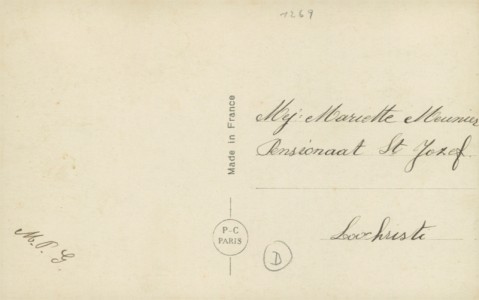 1269
Mej: Mariette Meunier
Pensionaat St Jozef
Lochristi
Made in France
P-C
PARIS
D
M. P. G.